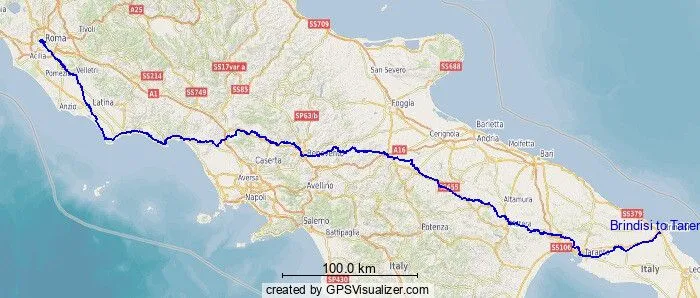 A25
SS709
Tivoli
Roma
Acilia
SS17var a
San Severo
SS688
Pomezia
Velletri
SS214
SS85
A1
SS749
Foggia
Anzio
Latina
SP63/b
Barletta
Cerignola
Andria
Molfetta
A16
Bari
Benevento
Caserta
Aversa
Avellino
Napoli
Altamura
SS379
Salerno
Potenza
Matera
Brindisi to Taren
Battipaglia
SS106
Taranto
100.0 km
Italy
Italy
created by GPSVisualizer.com